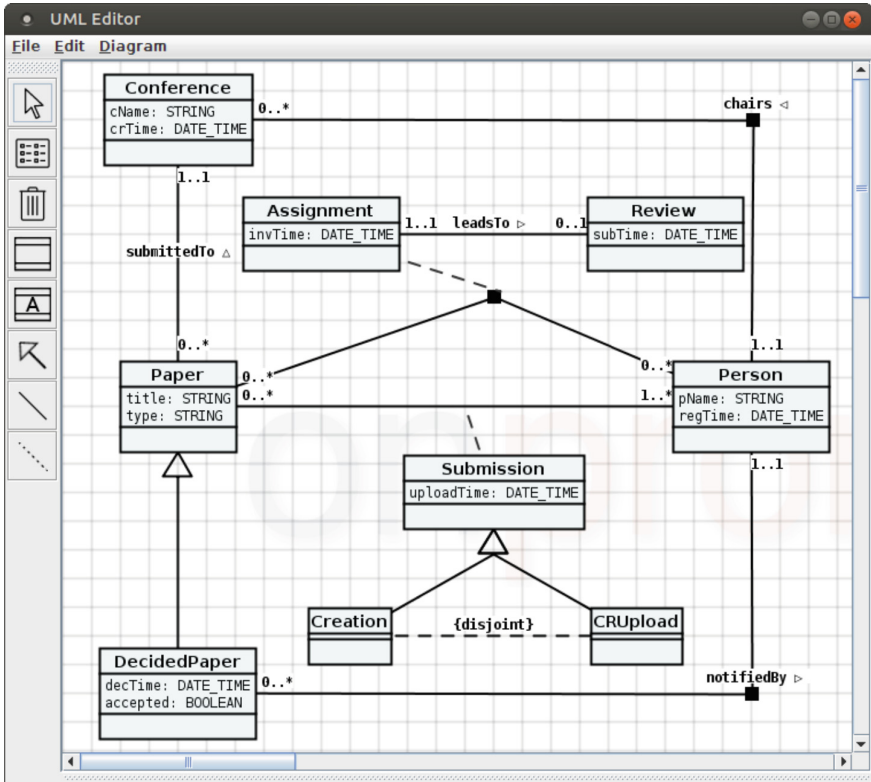 UML Editor
File Edit Diagram
Conference
cName: STRING
crTime: DATE_TIME
0..*
chairs ◁
1..1
Assignment
invTime: DATE_TIME
1..1 leadsTo ▷ 0..1
Review
subTime: DATE_TIME
submittedTo △
0..*
1..1
Paper
title: STRING
type: STRING
0..*
0..*
0..*
1..*
Person
pName: STRING
regTime: DATE_TIME
1..1
Submission
uploadTime: DATE_TIME
Creation
{disjoint}
CRUpload
DecidedPaper
decTime: DATE_TIME
accepted: BOOLEAN
0..*
notifiedBy ▷
A
onpro